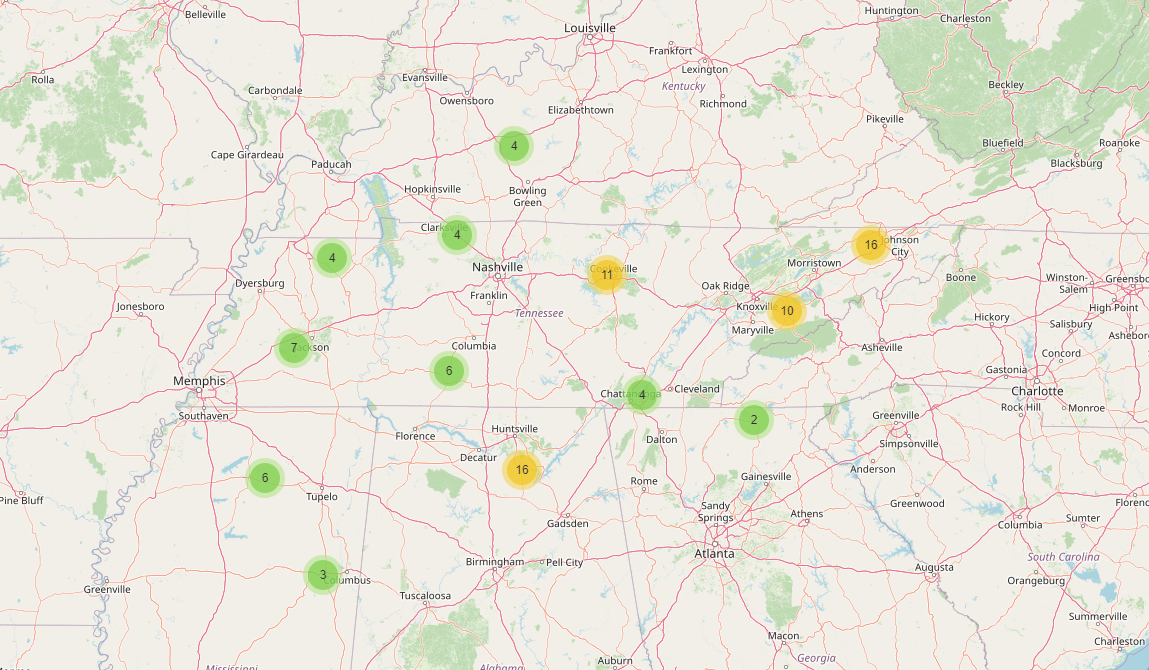 Belleville
Huntington
Charleston
Louisville
Frankfort
Rolla
Lexington
Evansville
Kentucky
Beckley
Carbondale
Owensboro
Richmond
Elizabethtown
Pikeville
4
Bluefield
Roanoke
Cape Girardeau
Paducah
Blacksburg
Hopkinsville
Bowling
Green
Clarksville
4
16
Johnson
City
4
Nashville
Cookeville
11
Morristown
Boone
Dyersburg
Oak Ridge
Winston-
Salem
Greensbo
Franklin
Jonesboro
Knoxville
10
High Point
Tennessee
Hickory
Maryville
Salisbury
Ashebor
7
Jackson
Columbia
Asheville
Concord
6
Gastonia
Memphis
Chattanooga
4
Cleveland
Charlotte
Southaven
Rock Hill
Monroe
2
Greenville
Florence
Huntsville
Dalton
Simpsonville
Decatur
16
Anderson
6
Rome
Gainesville
Tupelo
Pine Bluff
Greenwood
Florenc
Sandy
Springs
Athens
Gadsden
Columbia
Sumter
Atlanta
South Carolina
Birmingham
Pell City
Augusta
3
Columbus
Orangeburg
Greenville
Tuscaloosa
Summerville
Macon
Charleston
Auburn
Georgia
Mississippi
Alabama